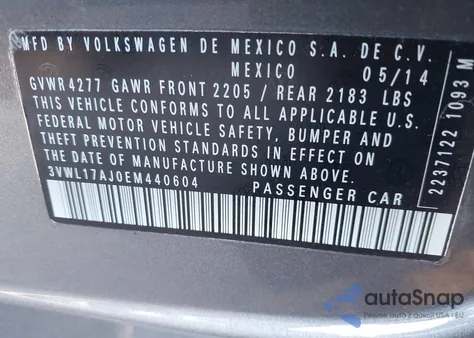 MFD BY VOLKSWAGEN DE MEXICO S.A. DE C.V.
MEXICO 05/14
GVWR4277 GAWR FRONT 2205 / REAR 2183 LBS
THIS VEHICLE CONFORMS TO ALL APPLICABLE U.S.
FEDERAL MOTOR VEHICLE SAFETY, BUMPER AND
THEFT PREVENTION STANDARDS IN EFFECT ON
THE DATE OF MANUFACTURE SHOWN ABOVE.
3VWL17AJ0EM440604 PASSENGER CAR
22371122 1093 M
autoSnap